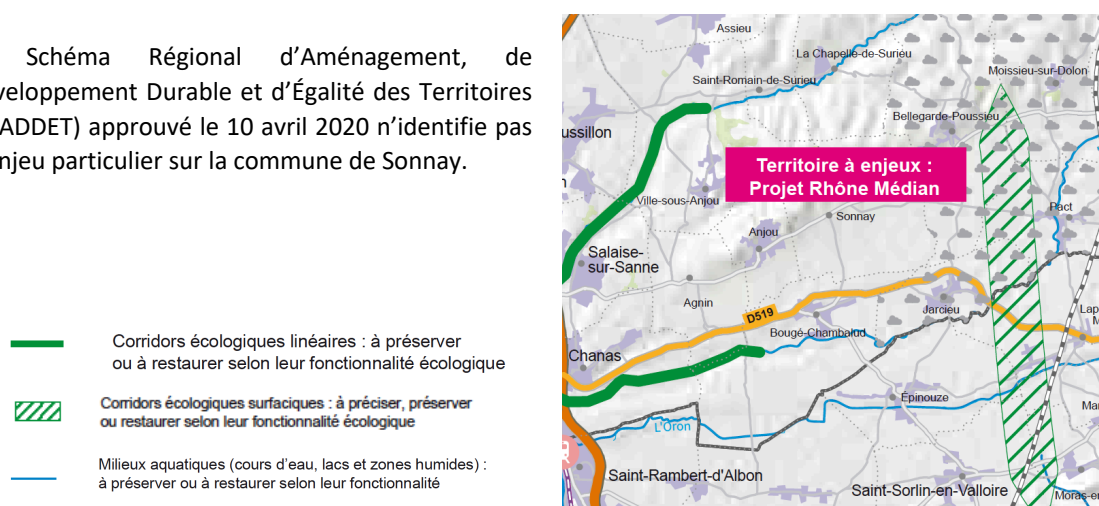 Schéma Régional d'Aménagement, de
veloppement Durable et d'Égalité des Territoires
ADDET) approuvé le 10 avril 2020 n'identifie pas
njeu particulier sur la commune de Sonnay.
Corridors écologiques linéaires : à préserver
ou à restaurer selon leur fonctionnalité écologique
Corridors écologiques surfaciques : à préciser, préserver
ou restaurer selon leur fonctionnalité écologique
Milieux aquatiques (cours d'eau, lacs et zones humides) :
à préserver ou à restaurer selon leur fonctionnalité
Assieu
La Chapelle-de-Surieu
Moissieu-sur-Dolon
Saint-Romain-de-Surieu
Bellegarde-Poussieu
ussillon
Territoire à enjeux :
Projet Rhône Médian
Ville-sous-Anjou
Pact
Sonnay
Anjou
Salaise-
sur-Sanne
Agnin
D519
Jarcieu
Lap
Bougé-Chambalud
Chanas
Épinouze
Mar
L'Oron
Saint-Rambert-d'Albon
Saint-Sorlin-en-Valloire
Moras-en